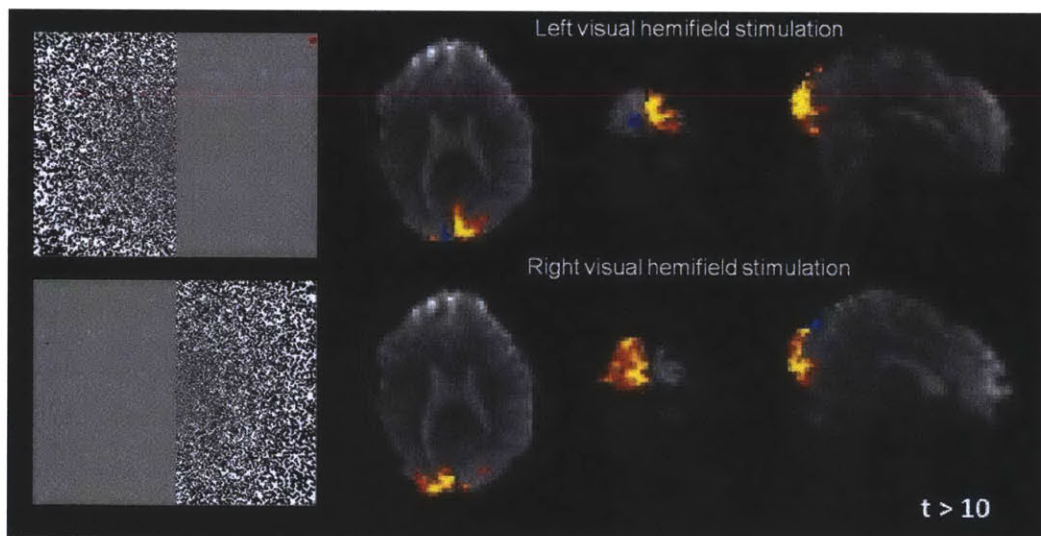 Left visual hemifield stimulation
Right visual hemifield stimulation
t > 10